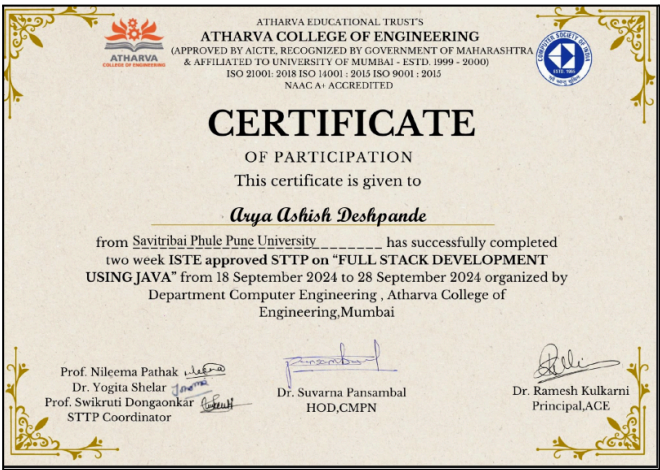 ATHARVA
COLLEGE OF ENGINEERING
ATHARVA EDUCATIONAL TRUST'S
ATHARVA COLLEGE OF ENGINEERING
(APPROVED BY AICTE, RECOGNIZED BY GOVERNMENT OF MAHARASHTRA
& AFFILIATED TO UNIVERSITY OF MUMBAI - ESTD. 1999 - 2000)
ISO 21001: 2018 ISO 14001 : 2015 ISO 9001 : 2015
NAAC A+ ACCREDITED
COMPUTER SOCIETY OF INDIA
ESTD. 1965
CERTIFICATE
OF PARTICIPATION
This certificate is given to
Arya Ashish Deshpande
from Savitribai Phule Pune University has successfully completed
two week ISTE approved STTP on “FULL STACK DEVELOPMENT
USING JAVA” from 18 September 2024 to 28 September 2024 organized by
Department Computer Engineering , Atharva College of
Engineering,Mumbai
Prof. Nileema Pathak
Dr. Yogita Shelar
Prof. Swikruti Dongaonkar
STTP Coordinator
Dr. Suvarna Pansambal
HOD,CMPN
Dr. Ramesh Kulkarni
Principal,ACE